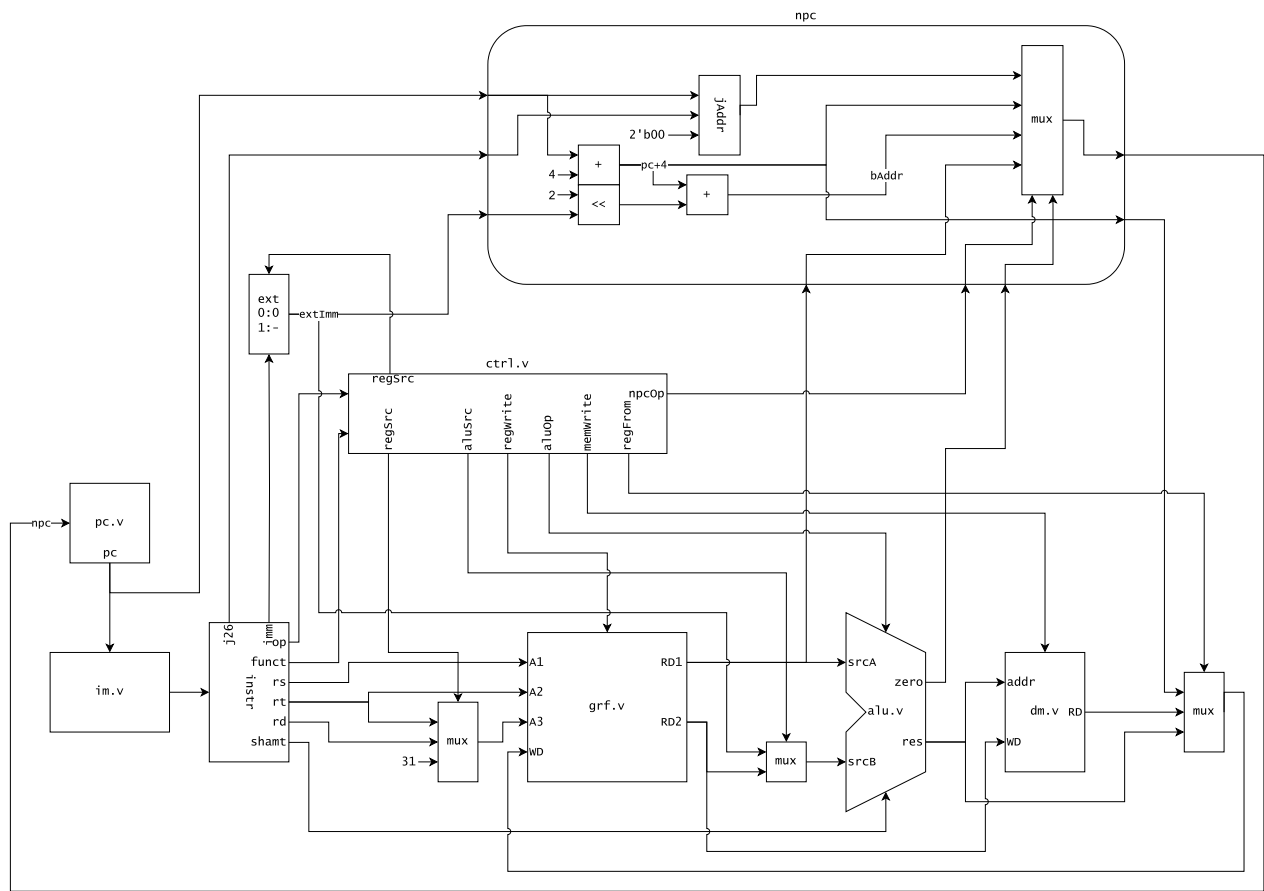 npc
jAddr
mux
2'b00
+
pc+4
4
2
<<
+
bAddr
ext
0:0
1:-
extImm
ctrl.v
regSrc
npcOp
regSrc
aluSrc
regWrite
aluOp
memWrite
regFrom
npc
pc.v
pc
im.v
j26
imm
op
funct
rs
rt
rd
shamt
instr
31
mux
A1
A2
A3
WD
grf.v
RD1
RD2
mux
srcA
srcB
alu.v
zero
res
addr
dm.v
RD
WD
mux